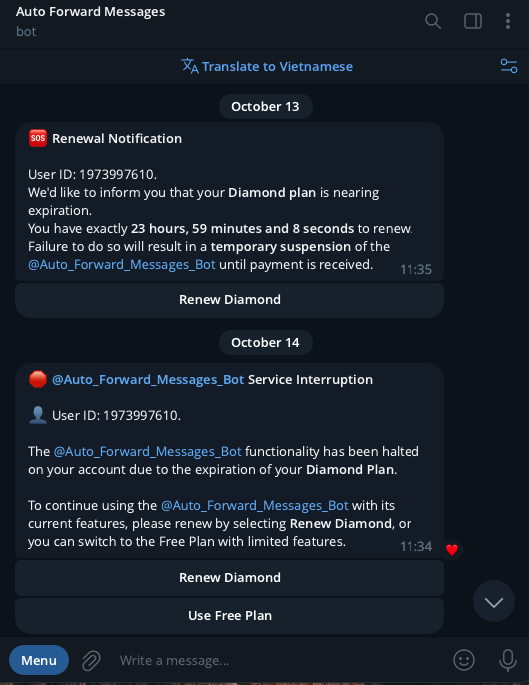 Auto Forward Messages
bot
Translate to Vietnamese
October 13
🆘 Renewal Notification
User ID: 1973997610.
We'd like to inform you that your Diamond plan is nearing
expiration.
You have exactly 23 hours, 59 minutes and 8 seconds to renew.
Failure to do so will result in a temporary suspension of the
@Auto_Forward_Messages_Bot until payment is received.
11:35
Renew Diamond
October 14
@Auto_Forward_Messages_Bot Service Interruption
User ID: 1973997610.
The @Auto_Forward_Messages_Bot functionality has been halted
on your account due to the expiration of your Diamond Plan.
To continue using the @Auto_Forward_Messages_Bot with its
current features, please renew by selecting Renew Diamond, or
you can switch to the Free Plan with limited features.
11:34
Renew Diamond
Use Free Plan
Menu
Write a message...